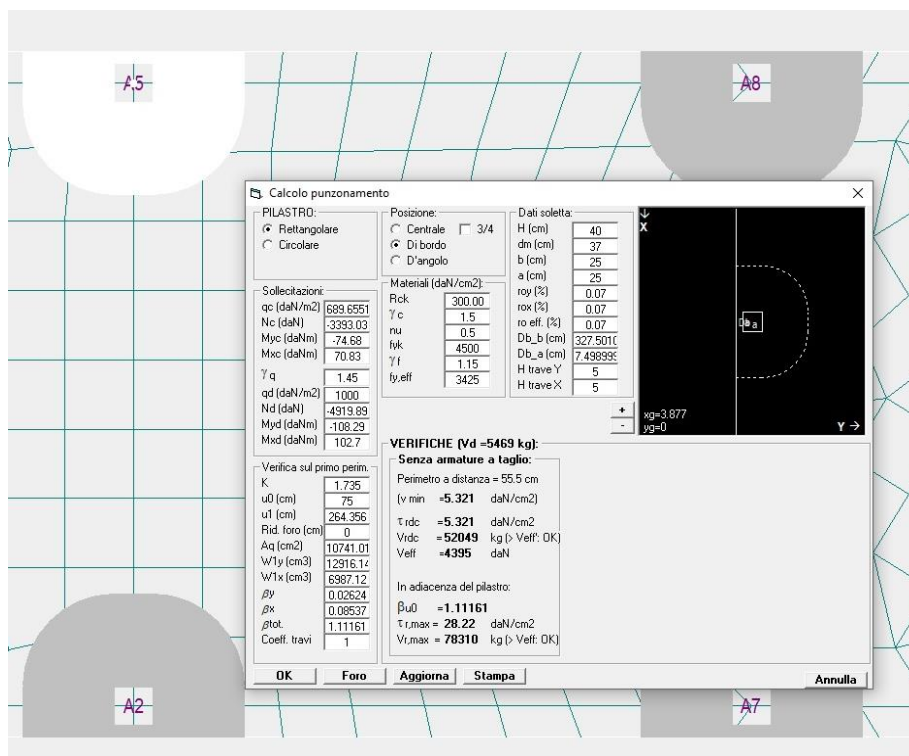 A5
A8
Calcolo punzonamento
PILASTRO:
Rettangolare
Circolare
Posizione:
Centrale 3/4
Di bordo
D'angolo
Dati soletta:
H (cm) 40
dm (cm) 37
b (cm) 25
a (cm) 25
roy (%) 0.07
rox (%) 0.07
ro eff. (%) 0.07
Db_b (cm) 327.501
Db_a (cm) 7.49899
H trave Y 5
H trave X 5
+
-
Materiali (daN/cm2):
Rck 300.00
γ c 1.5
nu 0.5
fyk 4500
γ f 1.15
fy,eff 3425
Sollecitazioni:
qc (daN/m2) 689.6551
Nc (daN) -3393.03
Myc (daNm) -74.68
Mxc (daNm) 70.83
γ q 1.45
qd (daN/m2) 1000
Nd (daN) -4919.89
Myd (daNm) -108.29
Mxd (daNm) 102.7
X
a
xg=3.877
yg=0
Y →
Verifica sul primo perim.
K 1.735
u0 (cm) 75
u1 (cm) 264.356
Rid. foro (cm) 0
Aq (cm2) 10741.01
W1y (cm3) 12916.14
W1x (cm3) 6987.12
βy 0.02624
βx 0.08537
βtot. 1.11161
Coeff. travi 1
VERIFICHE (Vd =5469 kg):
Senza armature a taglio:
Perimetro a distanza = 55.5 cm
(v min =5.321 daN/cm2)
τ rdc =5.321 daN/cm2
Vrdc =52049 kg (> Veff: OK)
Veff =4395 daN
In adiacenza del pilastro:
βu0 =1.11161
τ r,max = 28.22 daN/cm2
Vr,max = 78310 kg (> Veff: OK)
OK Foro Aggiorna Stampa Annulla
A2
A7